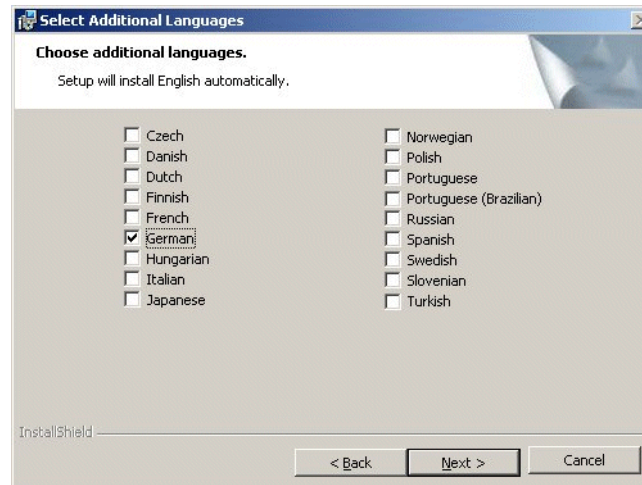 Select Additional Languages
Choose additional languages.
Setup will install English automatically.
Czech
Danish
Dutch
Finnish
French
German
Hungarian
Italian
Japanese
Norwegian
Polish
Portuguese
Portuguese (Brazilian)
Russian
Spanish
Swedish
Slovenian
Turkish
InstallShield
< Back
Next >
Cancel